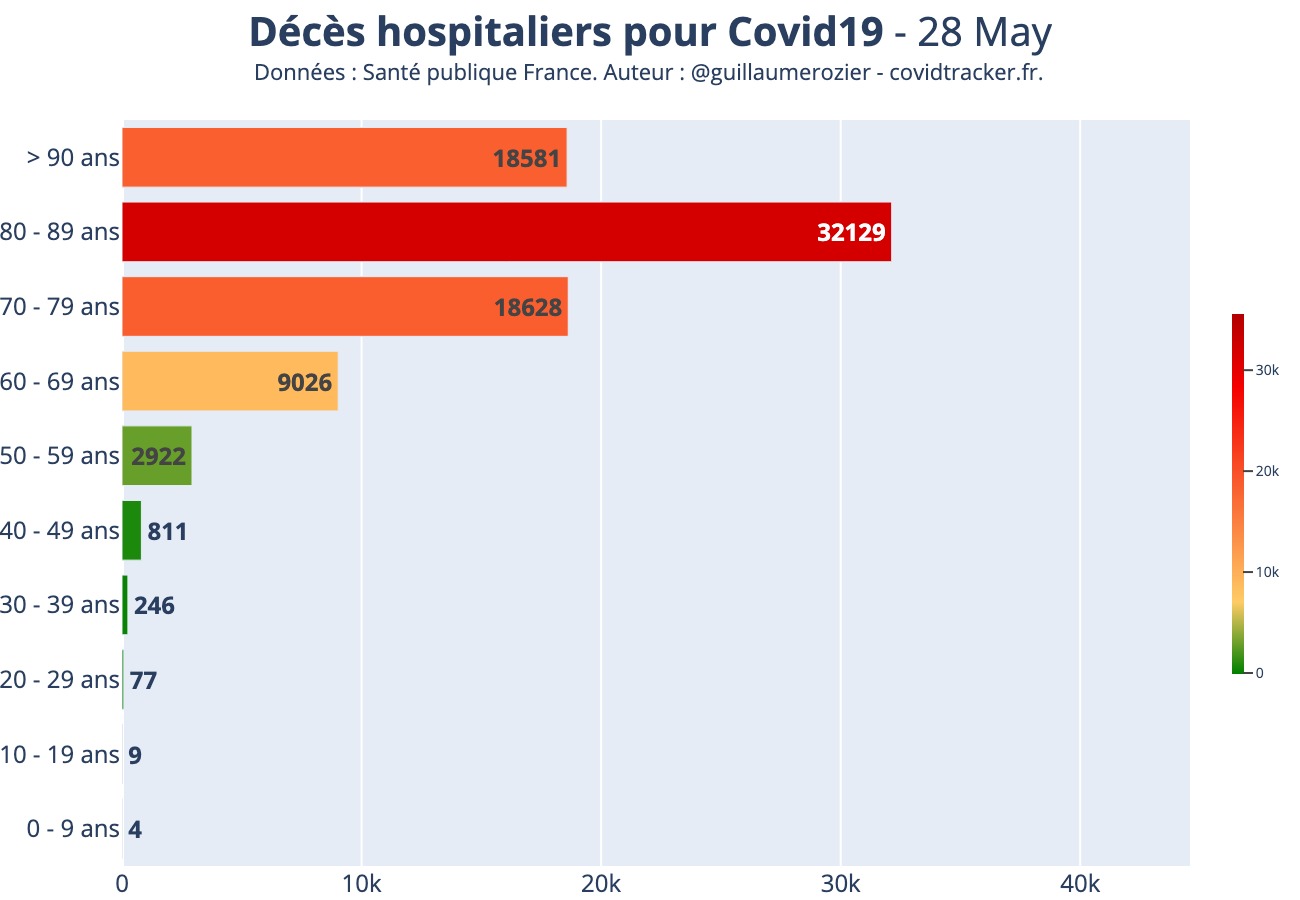 Décès hospitaliers pour Covid19 - 28 May
Données : Santé publique France. Auteur : @guillaumerozier - covidtracker.fr.
> 90 ans 18581
80 - 89 ans 32129
70 - 79 ans 18628
60 - 69 ans 9026
50 - 59 ans 2922
40 - 49 ans 811
30 - 39 ans 246
20 - 29 ans 77
10 - 19 ans 9
0 - 9 ans 4
0 10k 20k 30k 40k
30k
20k
10k
0